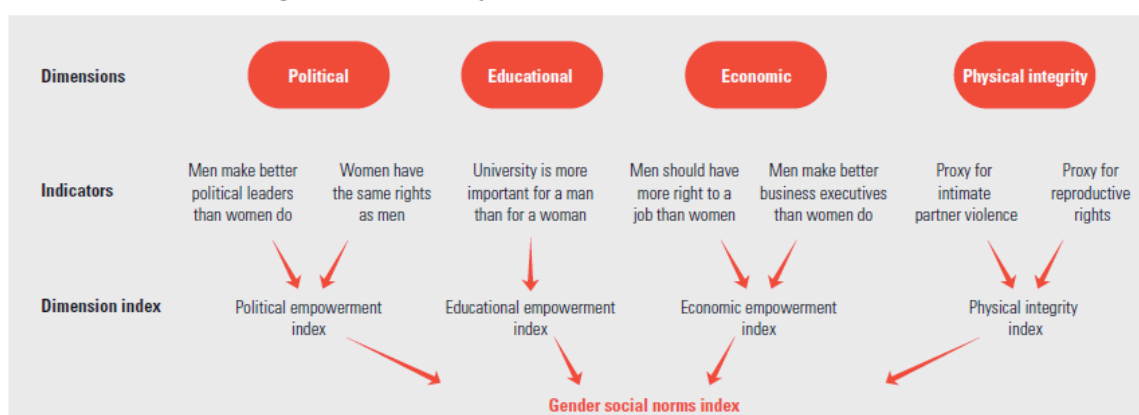 Dimensions
Political
Educational
Economic
Physical integrity
Indicators
Men make better
political leaders
than women do
Women have
the same rights
as men
University is more
important for a man
than for a woman
Men should have
more right to a
job than women
Men make better
business executives
than women do
Proxy for
intimate
partner violence
Proxy for
reproductive
rights
Dimension index
Political empowerment
index
Educational empowerment
index
Economic empowerment
index
Physical integrity
index
Gender social norms index